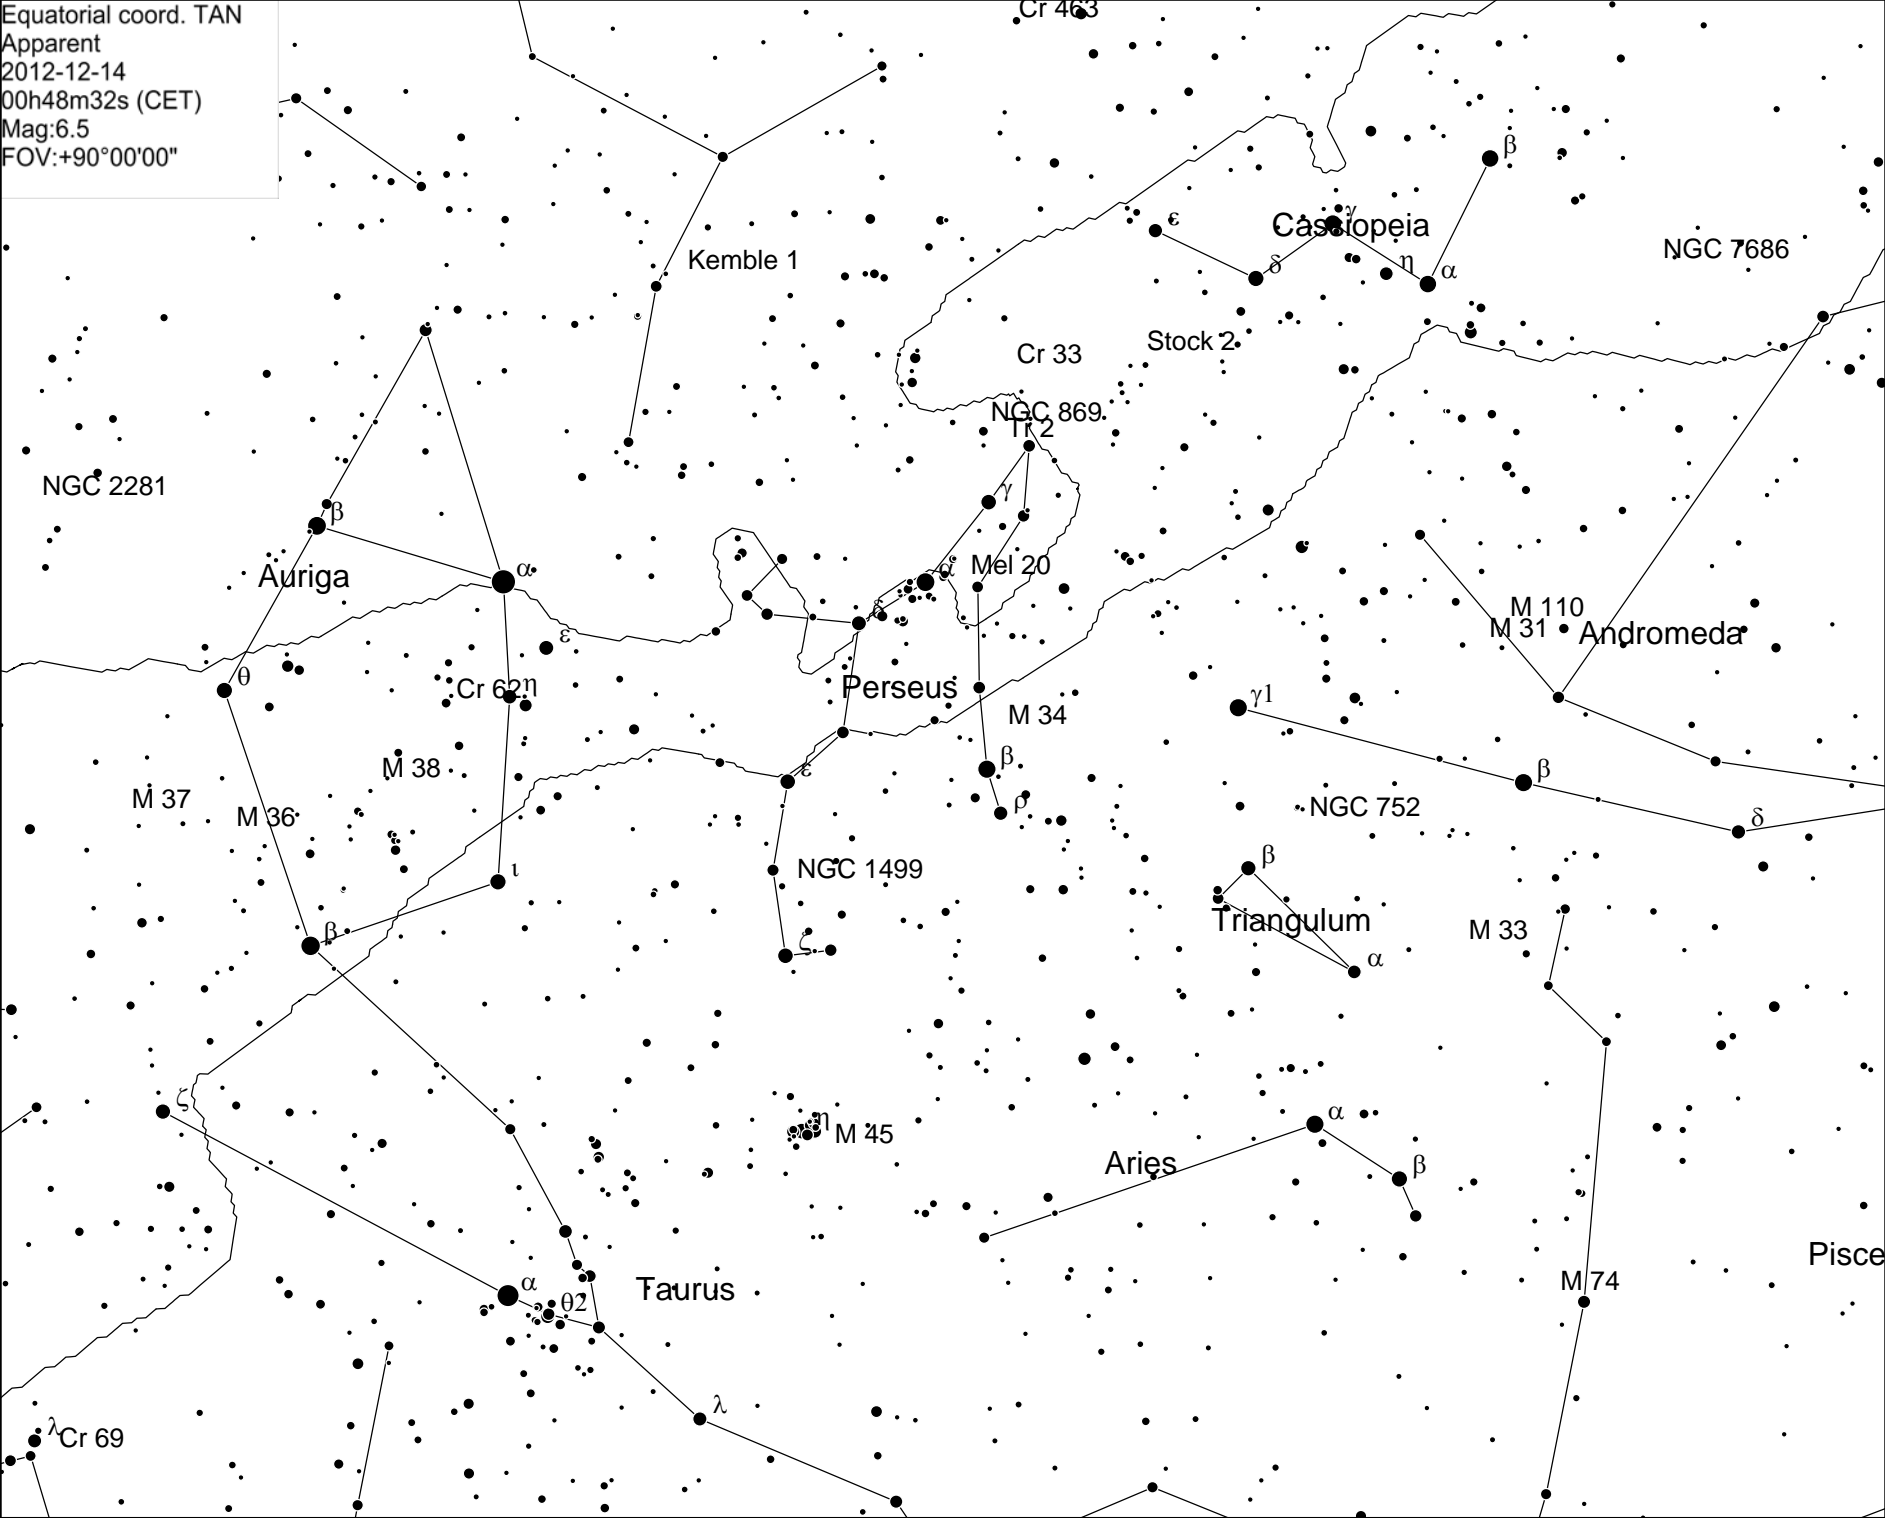 Equatorial coord. TAN
Apparent
2012-12-14
00h48m32s (CET)
Mag:6.5
FOV:+90°00'00"
Cr 463
β
ε
γ
Cassiopeia
NGC 7686
Kemble 1
δ
η
α
Stock 2
Cr 33
NGC 869
Tr 2
NGC 2281
γ
β
α
Auriga
α
Mel 20
ε
δ
M 110
M 31
Andromeda
θ
Cr 62
η
Perseus
γ1
M 34
M 38
ε
β
β
M 37
M 36
ρ
NGC 752
δ
ι
NGC 1499
β
Triangulum
β
ζ
M 33
α
ζ
η
M 45
α
Aries
β
Pisce
α
θ2
Taurus
M 74
λ
λ
Cr 69